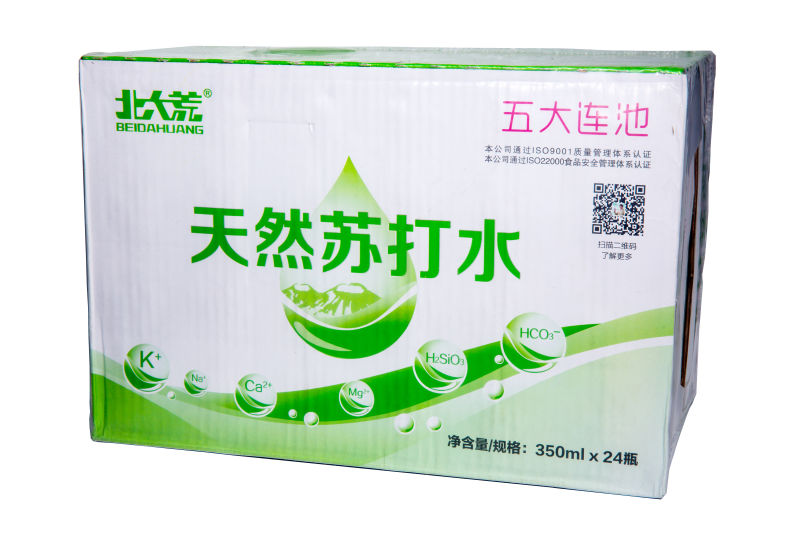 北大荒®
BEIDAHUANG
五大连池
本公司通过ISO9001质量管理体系认证
本公司通过ISO22000食品安全管理体系认证
扫描二维码
了解更多
天然苏打水
K⁺
Na⁺
Ca²⁺
Mg²⁺
H₂SiO₃
HCO₃⁻
净含量/规格：350ml x 24瓶